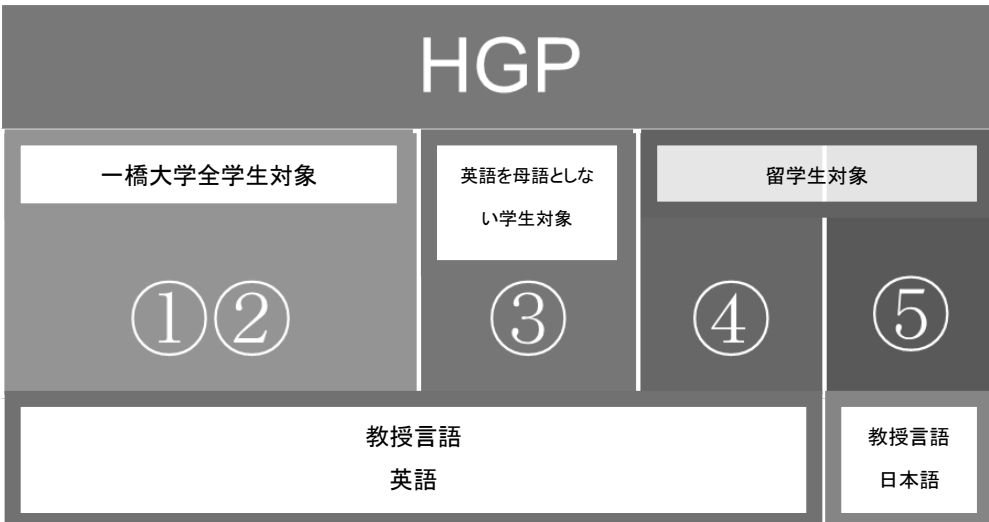 HGP
一橋大学全学生対象
英語を母語としな
い学生対象
留学生対象
①②
③
④
⑤
教授言語
英語
教授言語
日本語